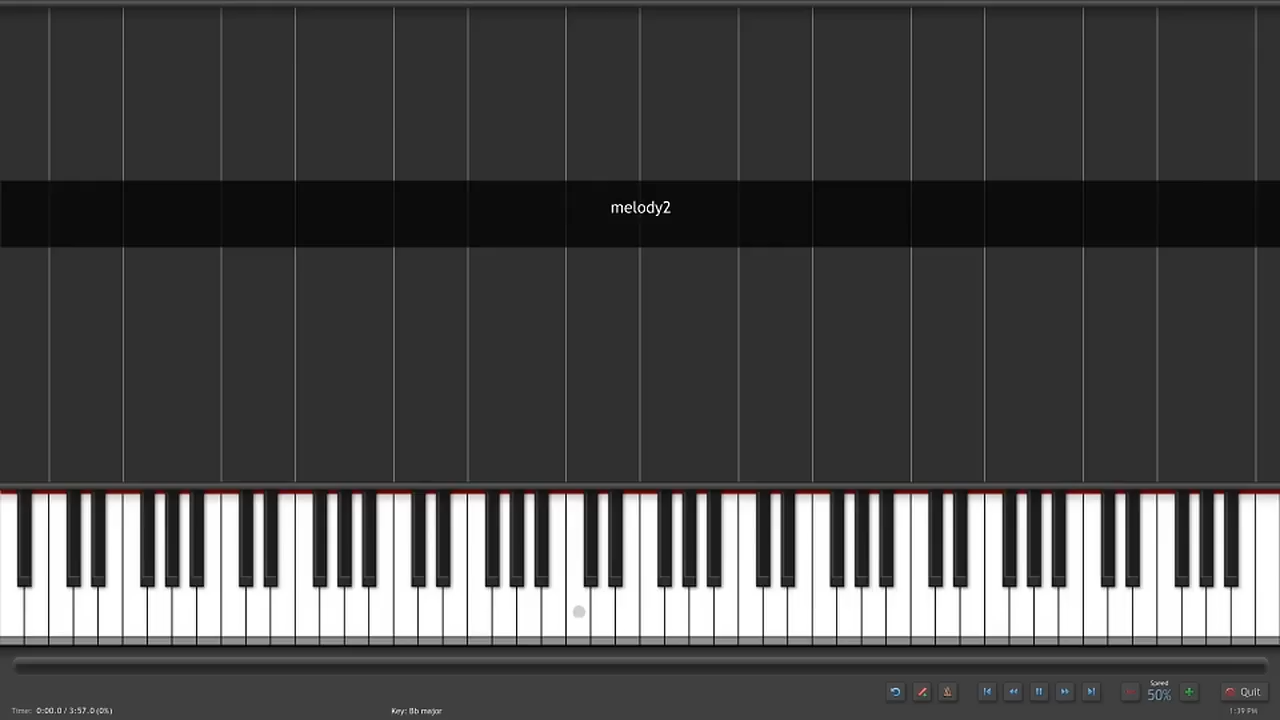 melody2
Speed
50%
Quit
Time: 0:00.0 / 3:57.0 (0%)
Key: Bb major
1:39 PM